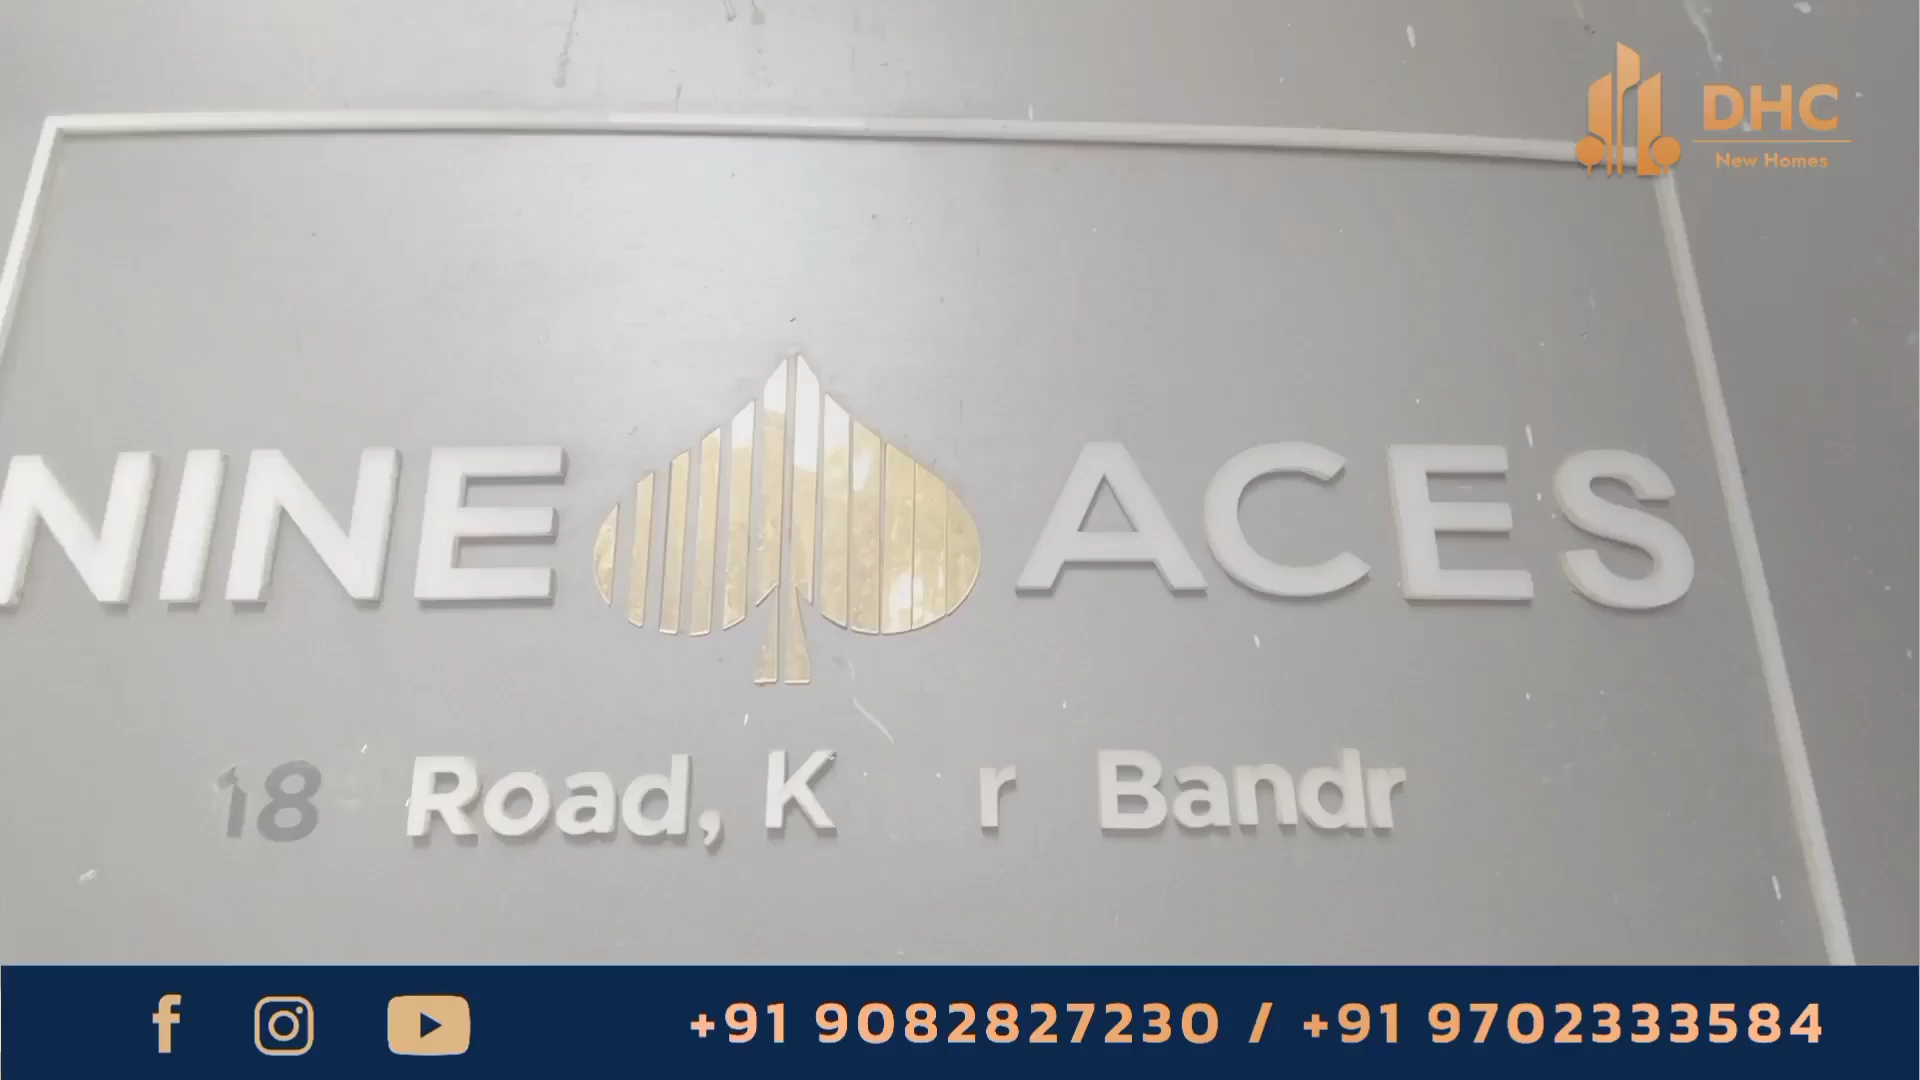 DHC
New Homes
NINE ACES
18 Road, K r Bandr
+91 9082827230 / +91 9702333584